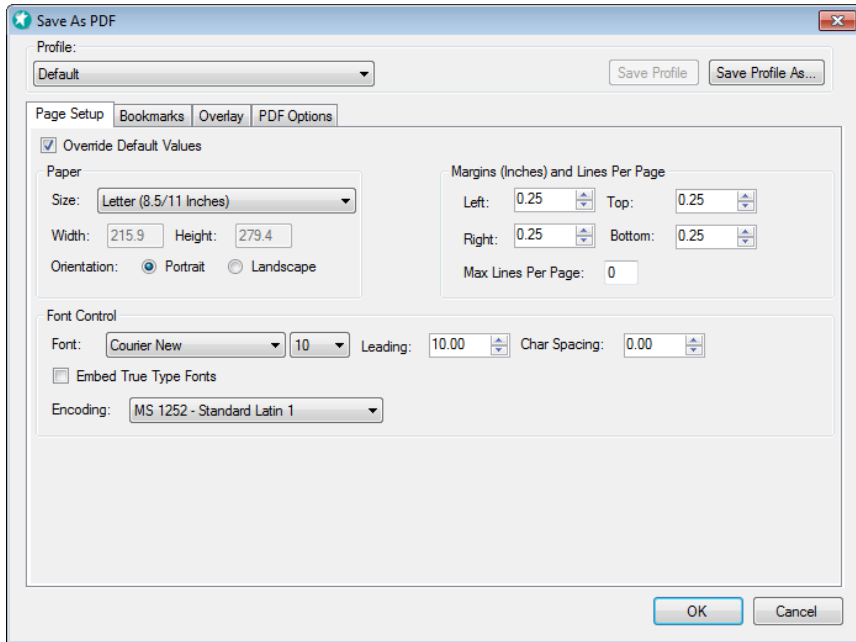 Save As PDF
Profile:
Default Save Profile Save Profile As...
Page Setup Bookmarks Overlay PDF Options
Override Default Values
Paper Margins (Inches) and Lines Per Page
Size: Letter (8.5/11 Inches) Left: 0.25 Top: 0.25
Width: 215.9 Height: 279.4 Right: 0.25 Bottom: 0.25
Orientation: Portrait Landscape Max Lines Per Page: 0
Font Control
Font: Courier New 10 Leading: 10.00 Char Spacing: 0.00
Embed True Type Fonts
Encoding: MS 1252 - Standard Latin 1
OK Cancel